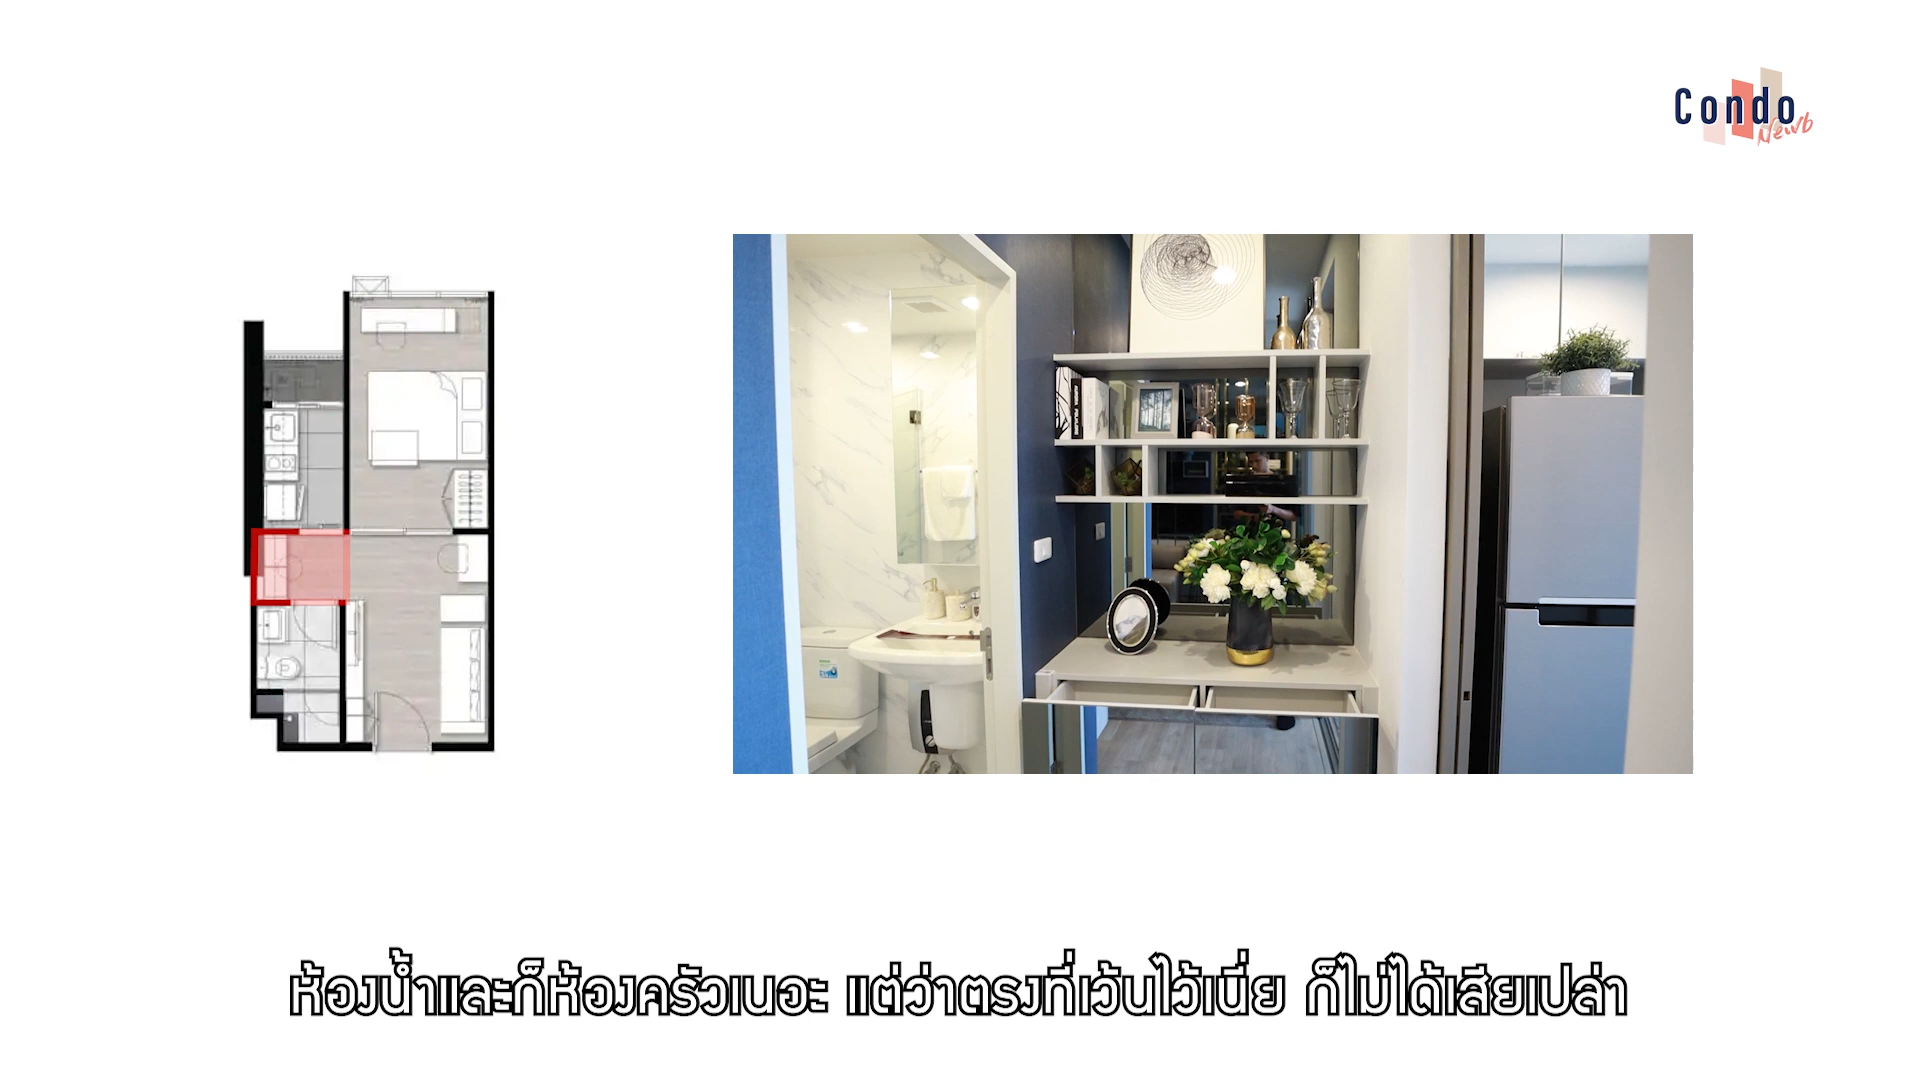 Condo
Newb
ห้องน้ำและก็ห้องครัวเนอะ แต่ว่าตรงที่เว้นไว้เนี่ย ก็ไม่ได้เสียเปล่า